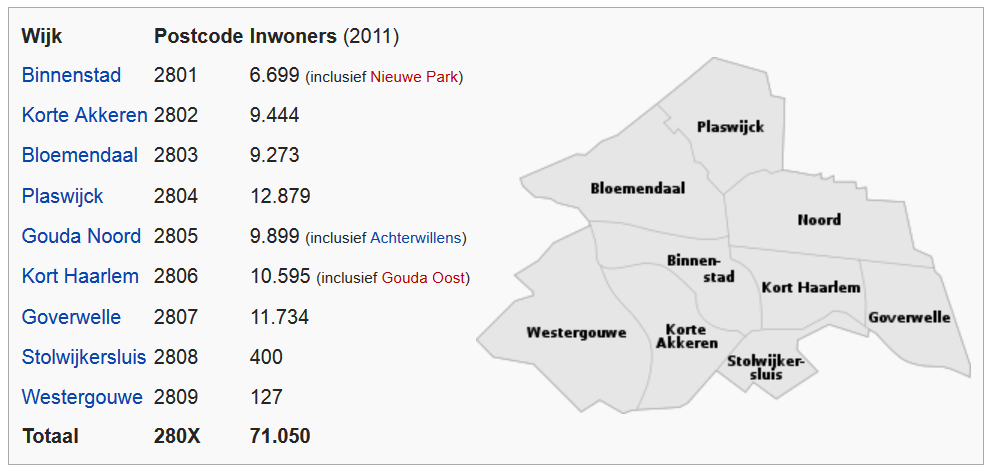 Wijk Postcode Inwoners (2011)
Binnenstad 2801 6.699 (inclusief Nieuwe Park)
Korte Akkeren 2802 9.444
Bloemendaal 2803 9.273
Plaswijck 2804 12.879
Gouda Noord 2805 9.899 (inclusief Achterwillens)
Kort Haarlem 2806 10.595 (inclusief Gouda Oost)
Goverwelle 2807 11.734
Stolwijkersluis 2808 400
Westergouwe 2809 127
Totaal 280X 71.050
Plaswijck
Bloemendaal
Noord
Binnen-
stad
Kort Haarlem
Goverwelle
Westergouwe
Korte
Akkeren
Stolwijker-
sluis